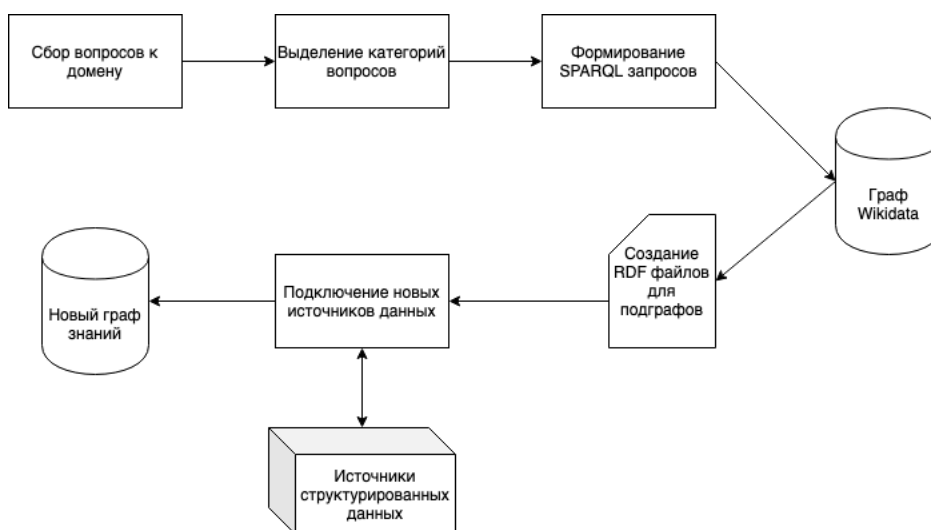 Сбор вопросов к
домену
Выделение категорий
вопросов
Формирование
SPARQL запросов
Граф
Wikidata
Создание
RDF файлов
для
подграфов
Подключение новых
источников данных
Новый граф
знаний
Источники
структурированных
данных